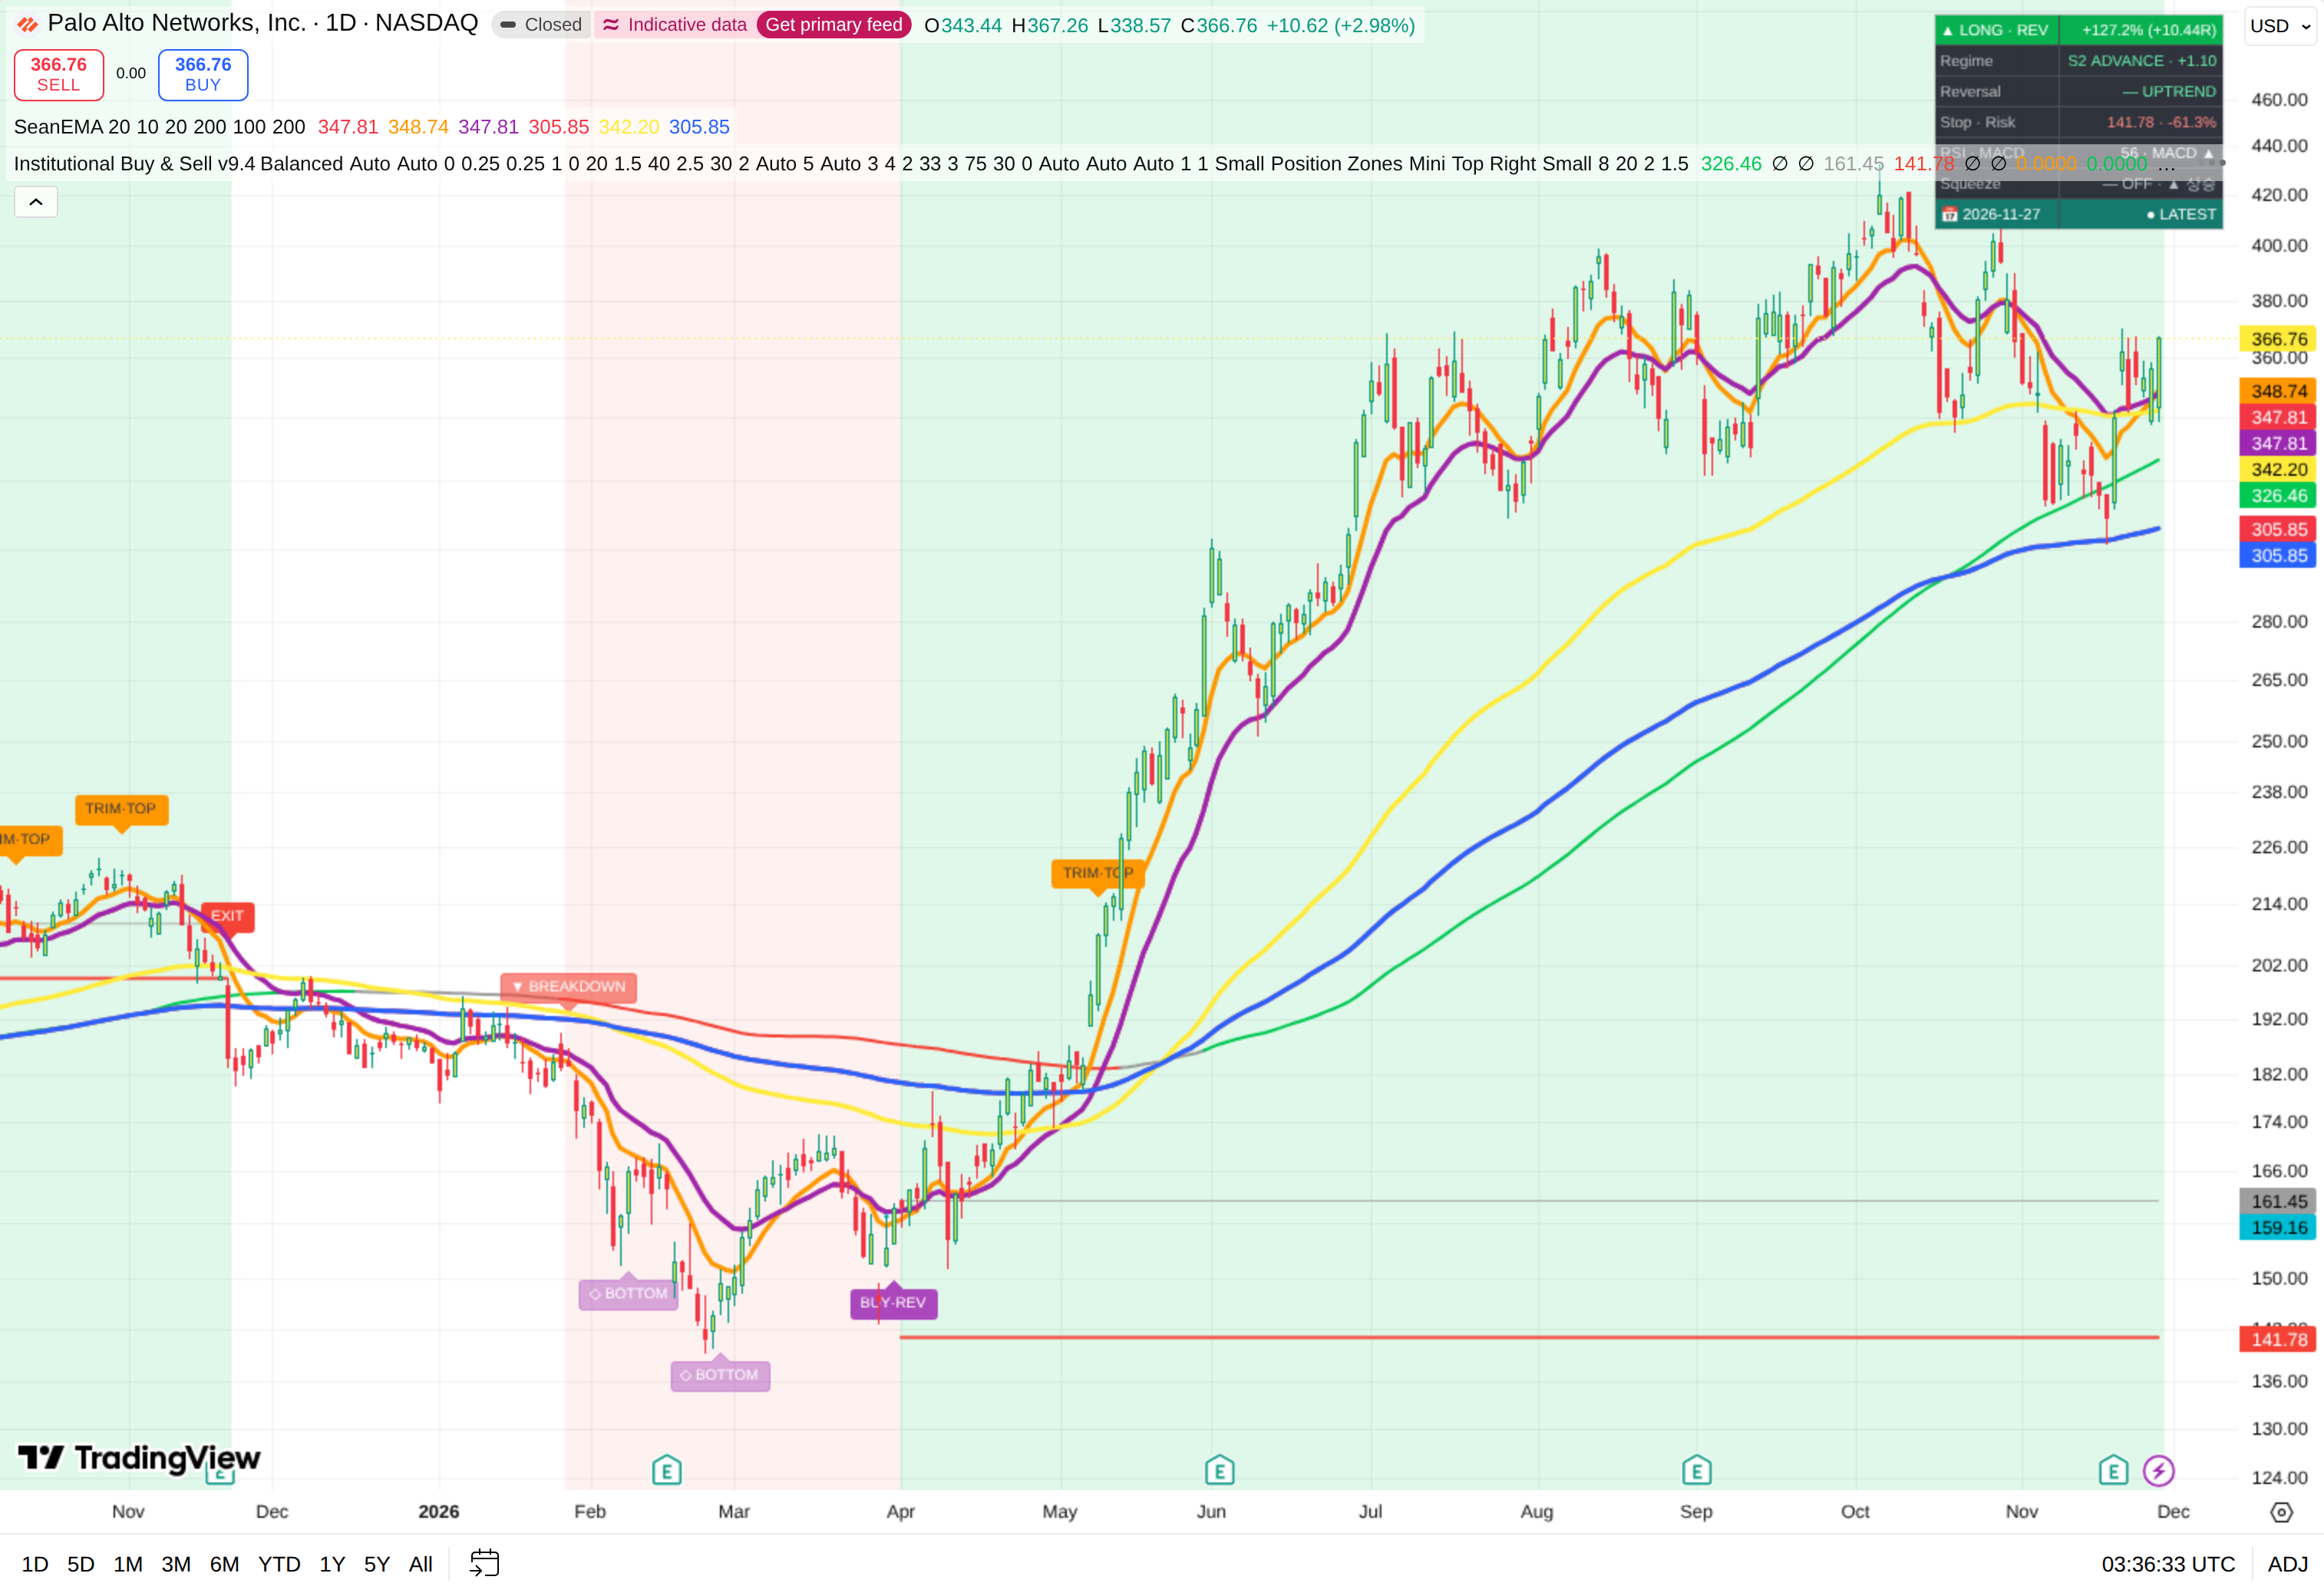 Palo Alto Networks, Inc. · 1D · NASDAQ Closed Indicative data Get primary feed O343.44 H367.26 L338.57 C366.76 +10.62 (+2.98%)
366.76 SELL
0.00
366.76 BUY
SeanEMA 20 10 20 200 100 200 347.81 348.74 347.81 305.85 342.20 305.85
Institutional Buy & Sell v9.4 Balanced Auto Auto 0 0.25 0.25 1 0 20 1.5 40 2.5 30 2 Auto 5 Auto 3 4 2 33 3 75 30 0 Auto Auto Auto 1 1 Small Position Zones Mini Top Right Small 8 20 2 1.5 326.46 ∅ ∅ 161.45 141.78 ∅ ∅ 0.0000 0.0000 …
▲ LONG · REV +127.2% (+10.44R)
Regime S2 ADVANCE · +1.10
Reversal — UPTREND
Stop · Risk 141.78 · -61.3%
RSI · MACD 56 · MACD ▲
Squeeze — OFF · ▲ 상승
2026-11-27 ● LATEST
USD
460.00
440.00
420.00
400.00
380.00
366.76
360.00
348.74
347.81
347.81
342.20
326.46
305.85
305.85
280.00
265.00
250.00
238.00
226.00
214.00
202.00
192.00
182.00
174.00
166.00
161.45
159.16
150.00
141.78
136.00
130.00
124.00
TRIM-TOP
IM-TOP
EXIT
▼ BREAKDOWN
◇ BOTTOM
◇ BOTTOM
BUY-REV
TRIM-TOP
TradingView
E
E
E
E
E
Nov Dec 2026 Feb Mar Apr May Jun Jul Aug Sep Oct Nov Dec
1D 5D 1M 3M 6M YTD 1Y 5Y All
03:36:33 UTC ADJ